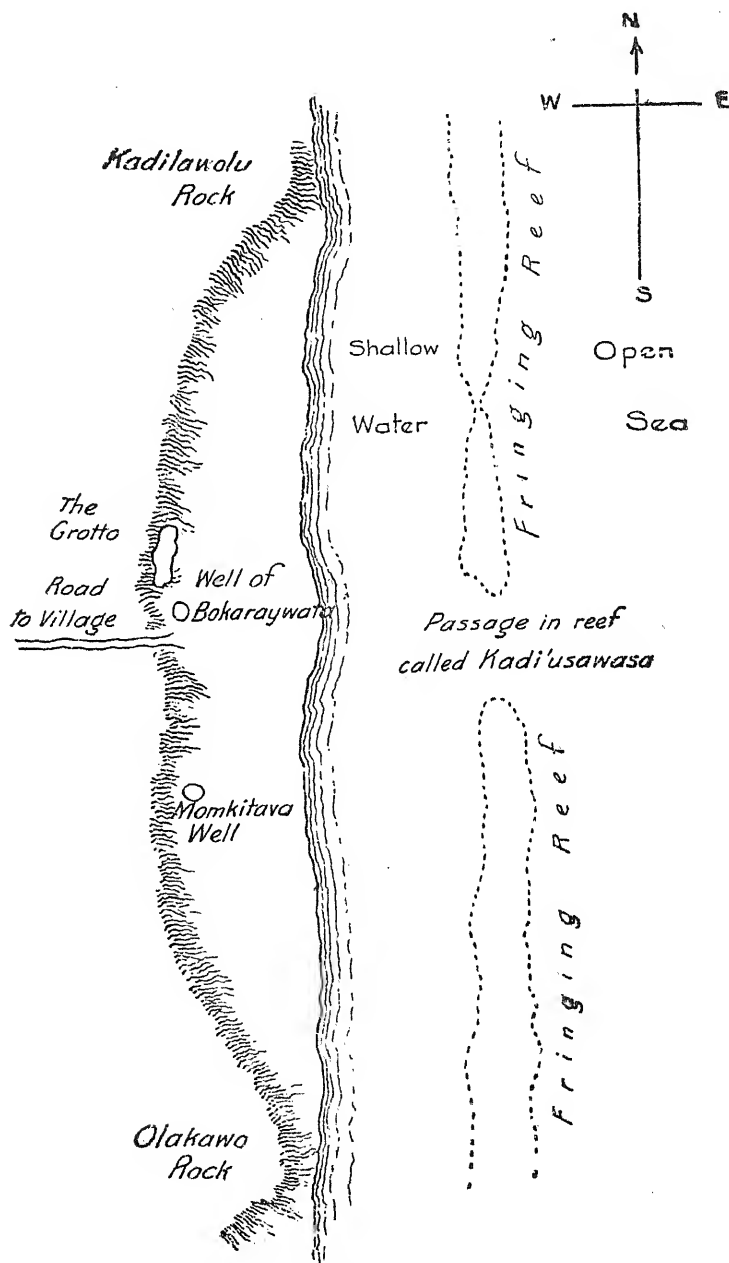 N
W E
S
Kadilawolu
Rock
Fringing Reef
Shallow
Water
Open
Sea
The
Grotto
Road
to Village
Well of
Bokaraywata
Passage in reef
called Kadi'usawasa
Momkitava
Well
Fringing Reef
Olakawo
Rock